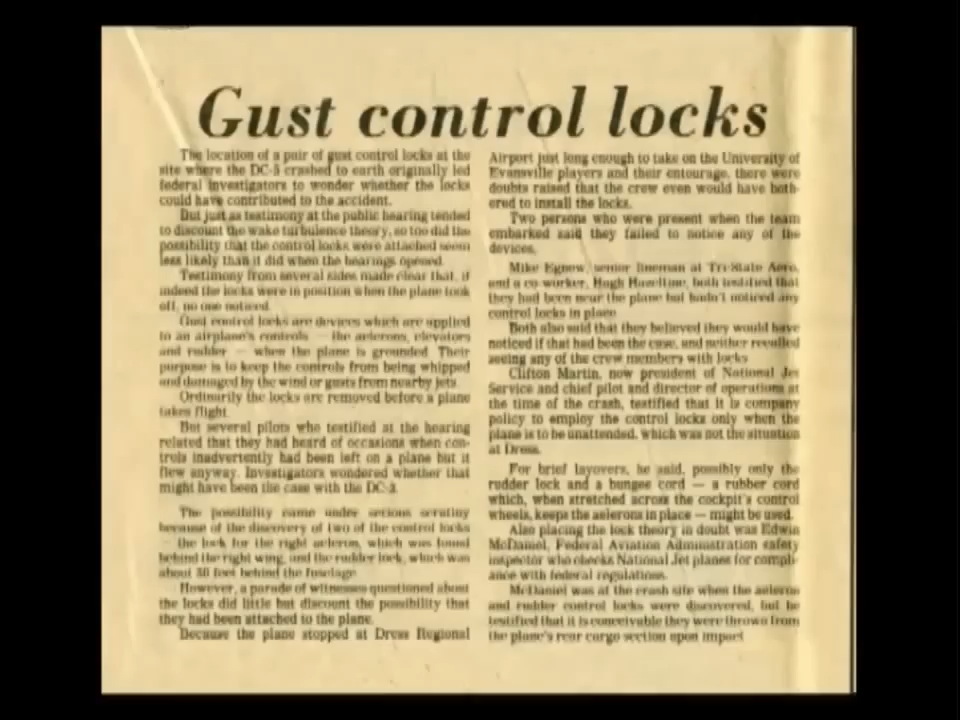 Gust control locks
The location of a pair of gust control locks at the
site where the DC-3 crashed to earth originally led
federal investigators to wonder whether the locks
could have contributed to the accident.
But just as testimony at the public hearing tended
to discount the wake turbulence theory, so too did the
possibility that the control locks were attached seem
less likely than it did when the hearings opened.
Testimony from several sides made clear that, if
indeed the locks were in position when the plane took
off, no one noticed.
Gust control locks are devices which are applied
to an airplane's controls — the aelerons, elevators
and rudder — when the plane is grounded. Their
purpose is to keep the controls from being whipped
and damaged by the wind or gusts from nearby jets.
Ordinarily the locks are removed before a plane
takes flight.
But several pilots who testified at the hearing
related that they had heard of occasions when con-
trols inadvertently had been left on a plane but it
flew anyway. Investigators wondered whether that
might have been the case with the DC-3.
The possibility came under serious scrutiny
because of the discovery of two of the control locks
— the lock for the right aeleron, which was found
behind the right wing, and the rudder lock, which was
about feet behind the fuselage.
However, a parade of witnesses questioned about
the locks did little but discount the possibility that
they had been attached to the plane.
Because the plane stopped at Dress Regional
Airport just long enough to take on the University of
Evansville players and their entourage, there were
doubts raised that the crew even would have both-
ered to install the locks.
Two persons who were present when the team
embarked said they failed to notice any of the
devices.
Mike Egnew, senior lineman at Tri-State Aero,
and a co-worker, Hugh Hazeltine, both testified that
they had been near the plane but hadn't noticed any
control locks in place.
Both also said that they believed they would have
noticed if that had been the case, and neither recalled
seeing any of the crew members with locks.
Clifton Martin, now president of National Jet
Service and chief pilot and director of operations at
the time of the crash, testified that it is company
policy to employ the control locks only when the
plane is to be unattended, which was not the situation
at Dress.
For brief layovers, he said, possibly only the
rudder lock and a bungee cord — a rubber cord
which, when stretched across the cockpit's control
wheels, keeps the aelerons in place — might be used.
Also placing the lock theory in doubt was Edwin
McDaniel, Federal Aviation Administration safety
inspector who checks National Jet planes for compli-
ance with federal regulations.
McDaniel was at the crash site when the aeleron
and rudder control locks were discovered, but he
testified that it is conceivable they were thrown from
the plane's rear cargo section upon impact.